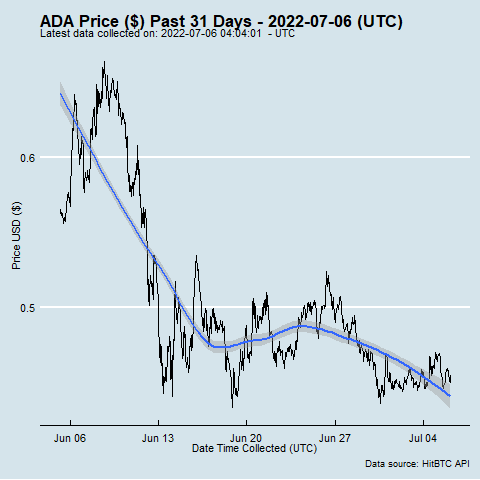 ADA Price ($) Past 31 Days - 2022-07-06 (UTC)
Latest data collected on: 2022-07-06 04:04:01 - UTC
0.6
Price USD ($)
0.5
Jun 06 Jun 13 Jun 20 Jun 27 Jul 04
Date Time Collected (UTC)
Data source: HitBTC API